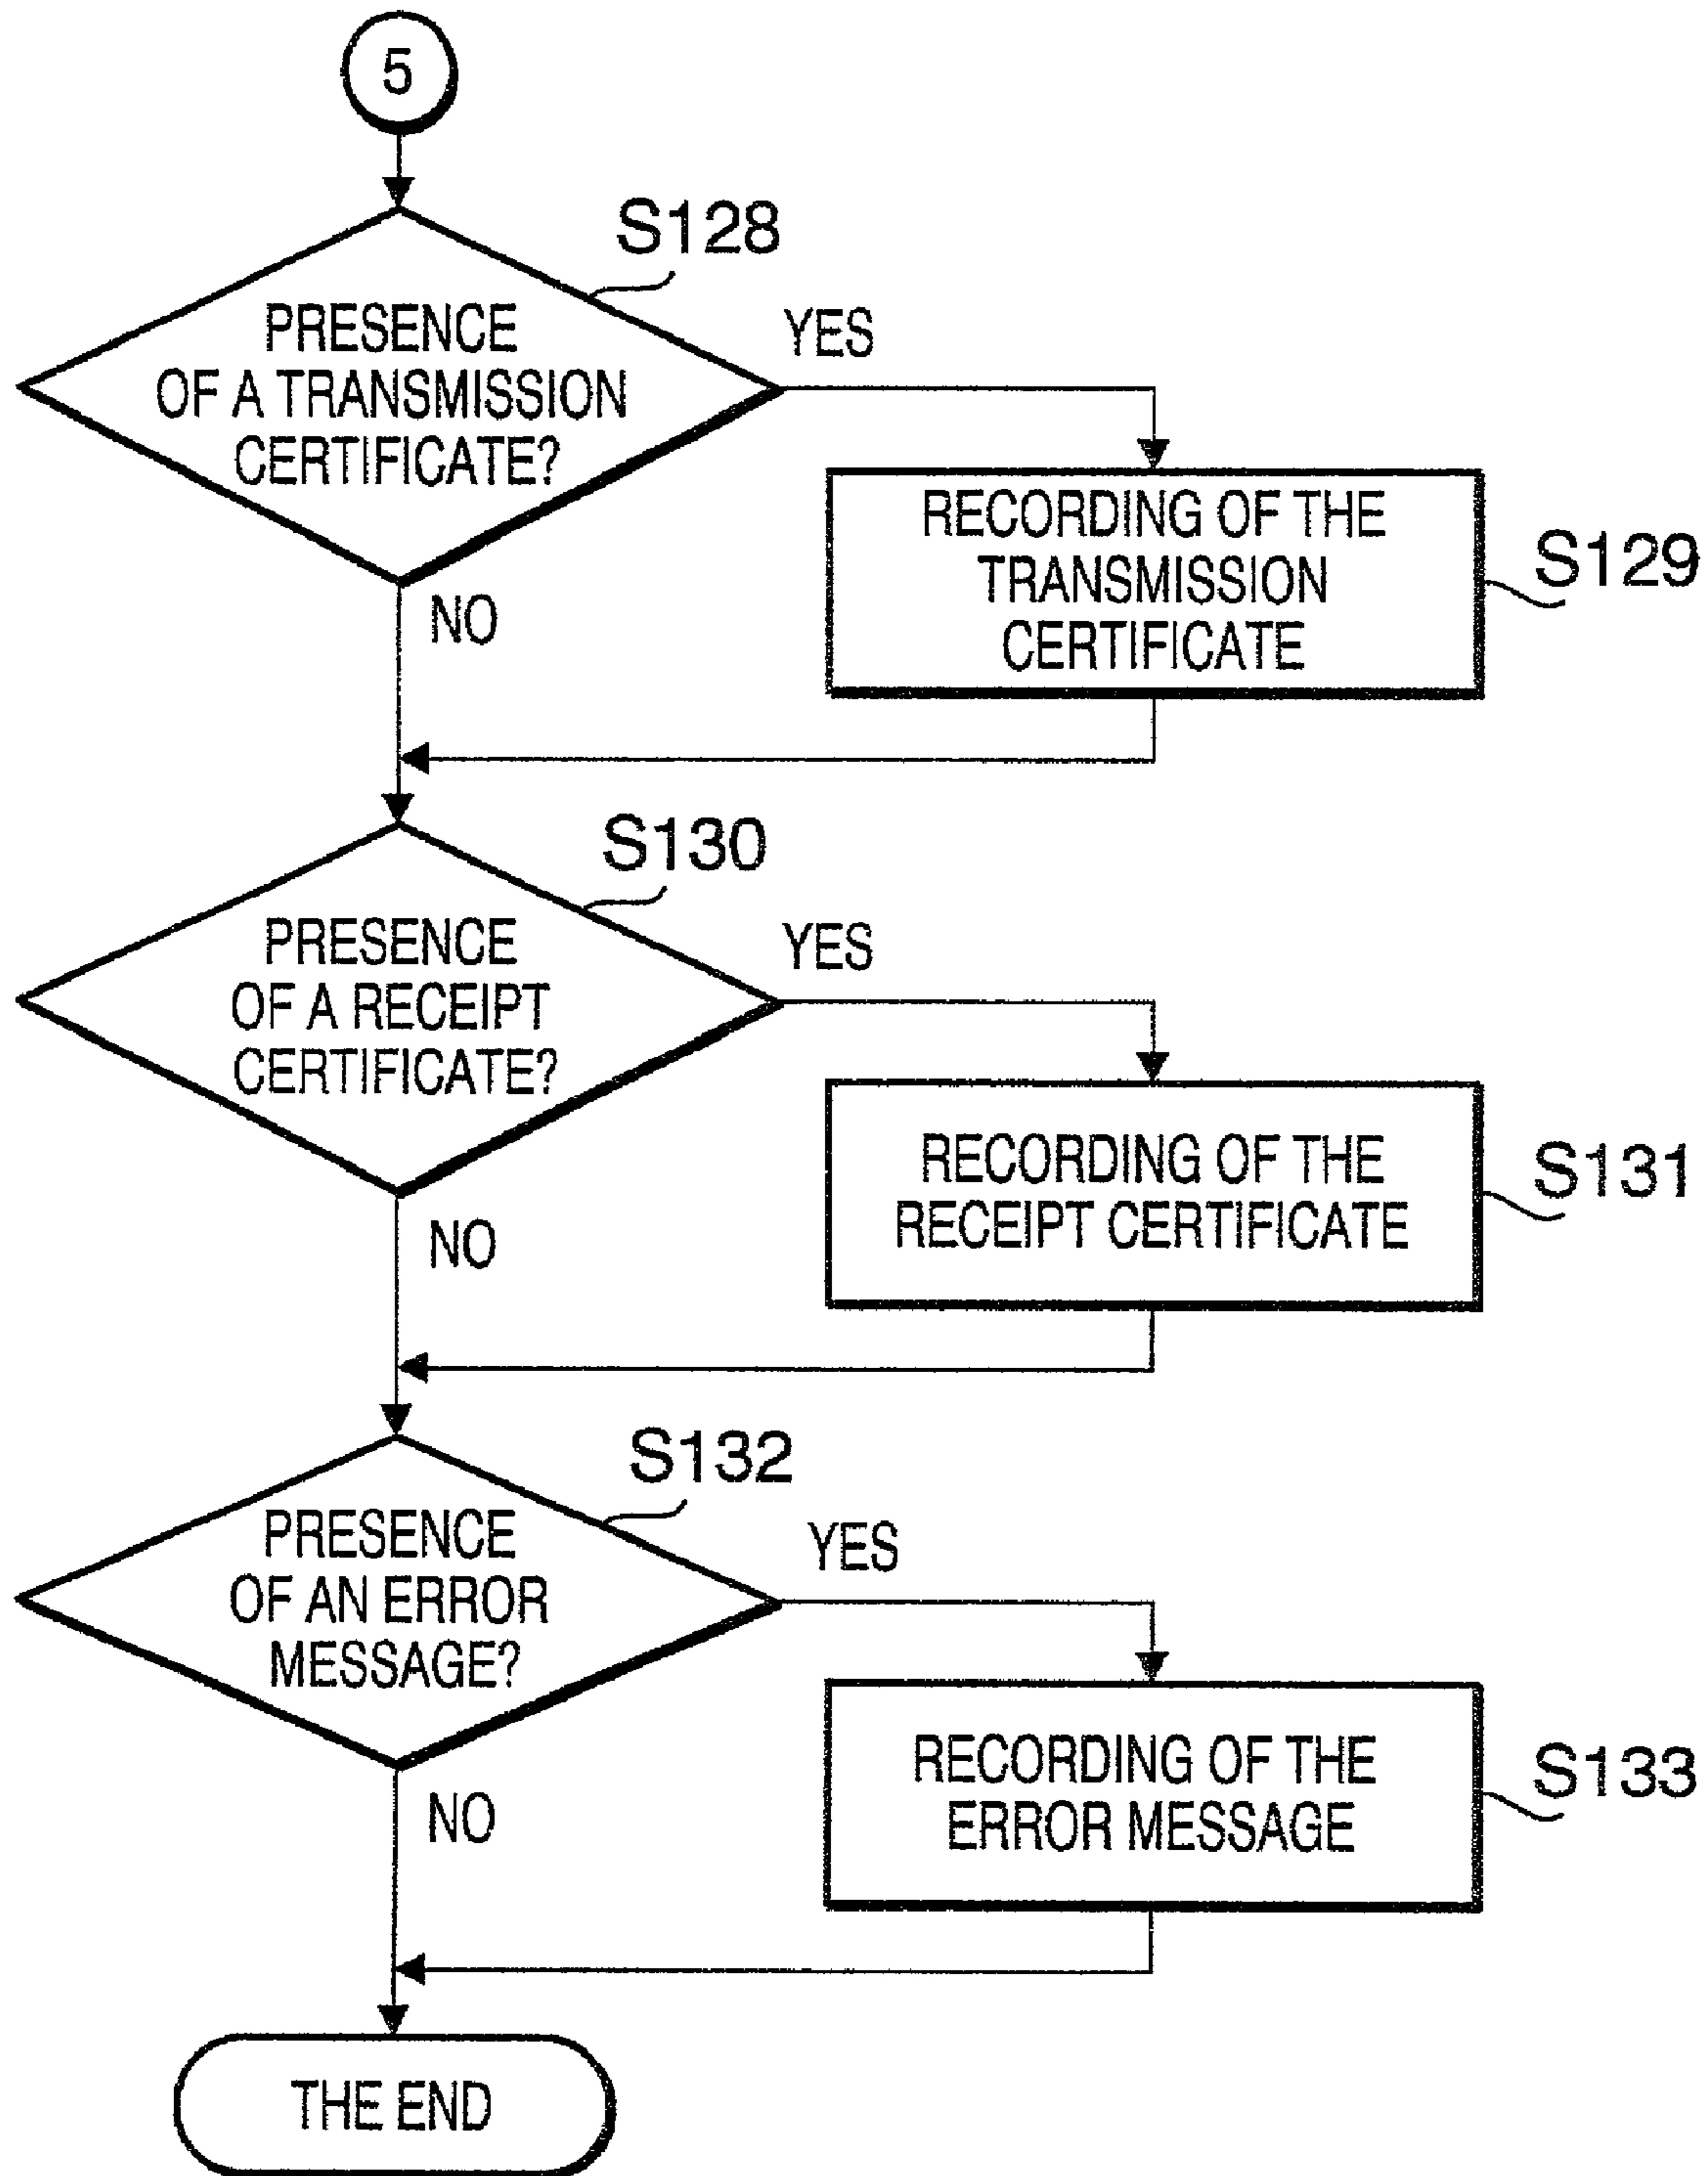 5
S128
PRESENCE
OF A TRANSMISSION
CERTIFICATE?
YES
NO
RECORDING OF THE
TRANSMISSION
CERTIFICATE
S129
S130
PRESENCE
OF A RECEIPT
CERTIFICATE?
YES
NO
RECORDING OF THE
RECEIPT CERTIFICATE
S131
S132
PRESENCE
OF AN ERROR
MESSAGE?
YES
NO
RECORDING OF THE
ERROR MESSAGE
S133
THE END